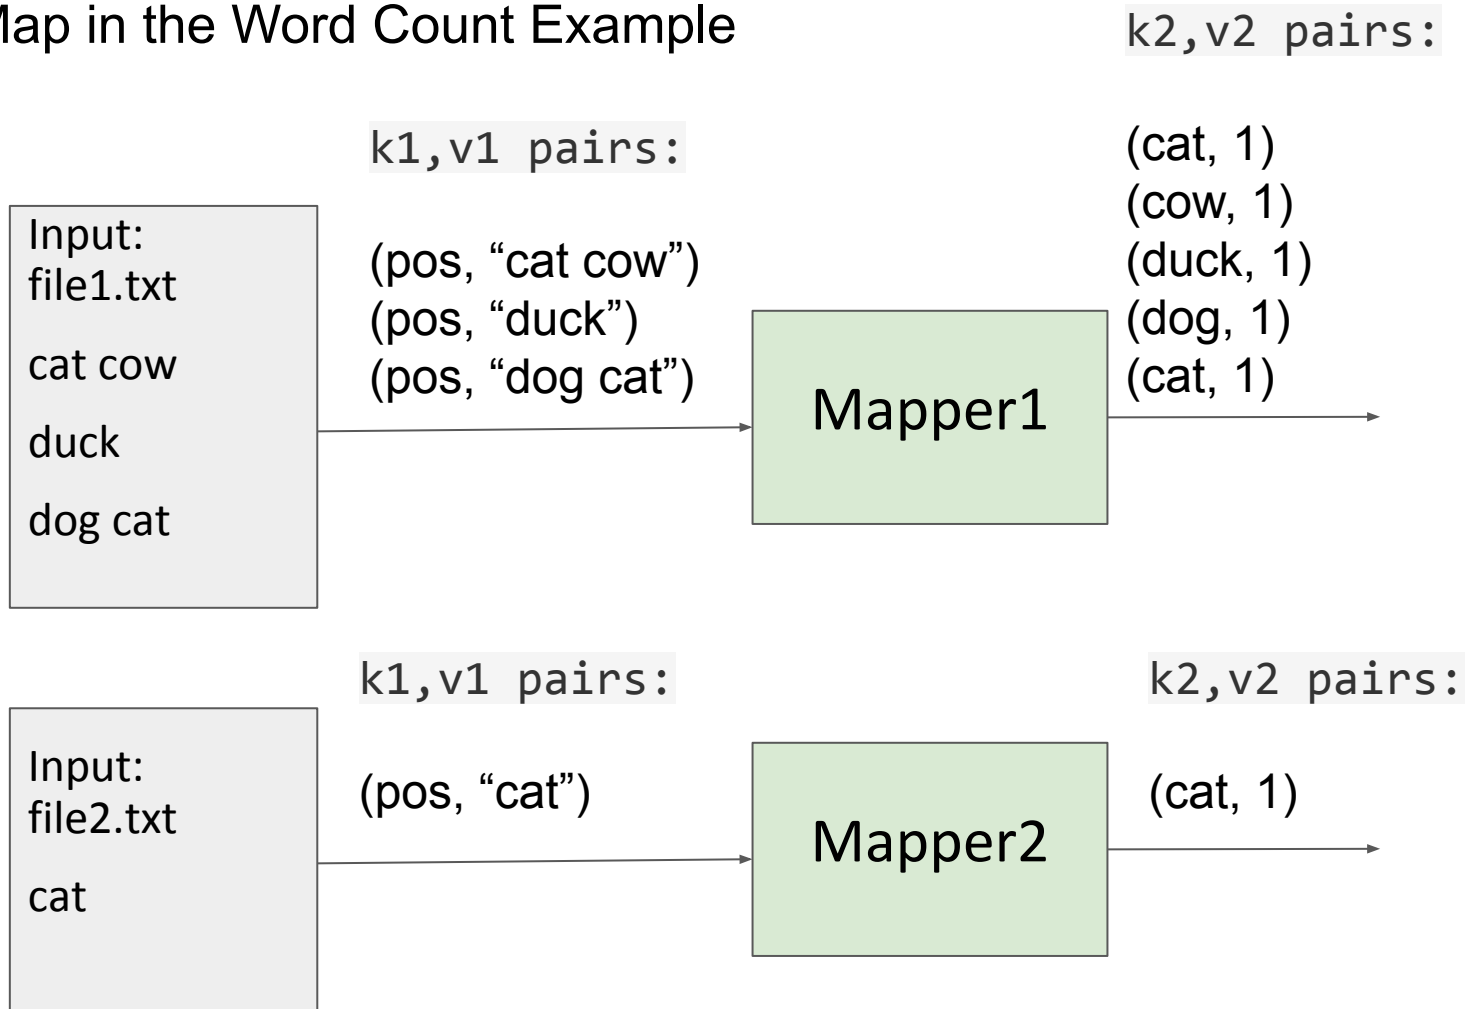 Map in the Word Count Example
k2,v2 pairs:
k1,v1 pairs:
(cat, 1)
(cow, 1)
(duck, 1)
(dog, 1)
(cat, 1)
Input:
file1.txt
cat cow
duck
dog cat
(pos, “cat cow”)
(pos, “duck”)
(pos, “dog cat”)
Mapper1
k1,v1 pairs:
k2,v2 pairs:
Input:
file2.txt
cat
(pos, “cat”)
Mapper2
(cat, 1)